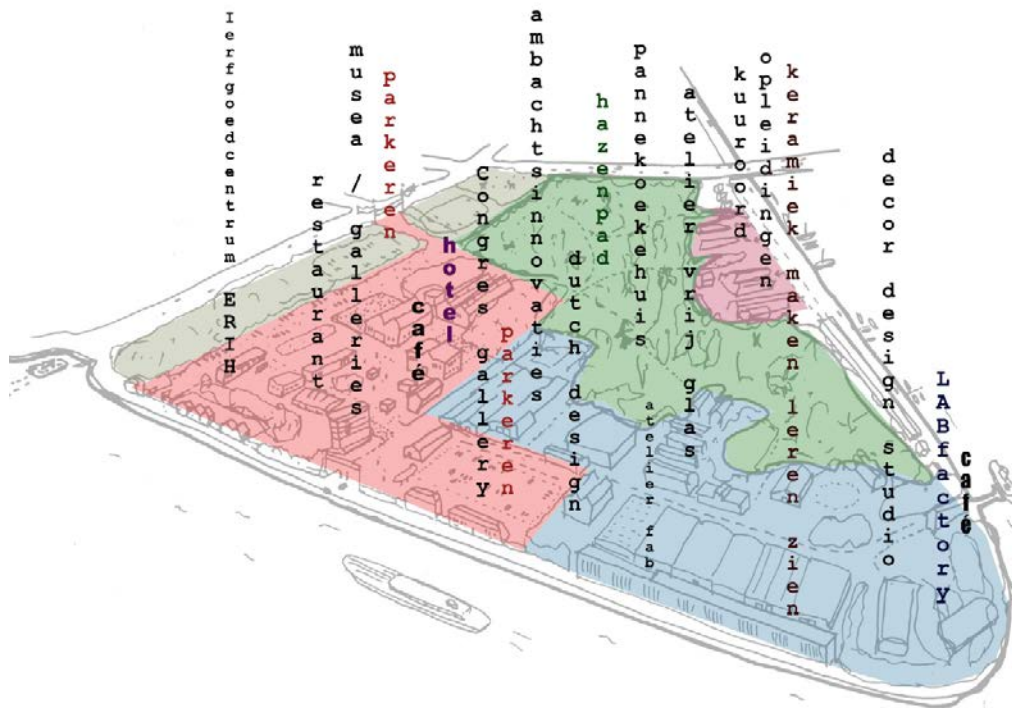 Ierfgoedcentrum ERIH
restaurant
musea / galleries
parkeren
café
hotel
Congres gallery
parkeren
ambachtsinnovaties
dutch design
hazenpad
pannekoekehuis
atelier fab
atelier vrij glas
kuuroord
opleidingen
keramiek maken leren zien
decor design studio
LABfactory
café